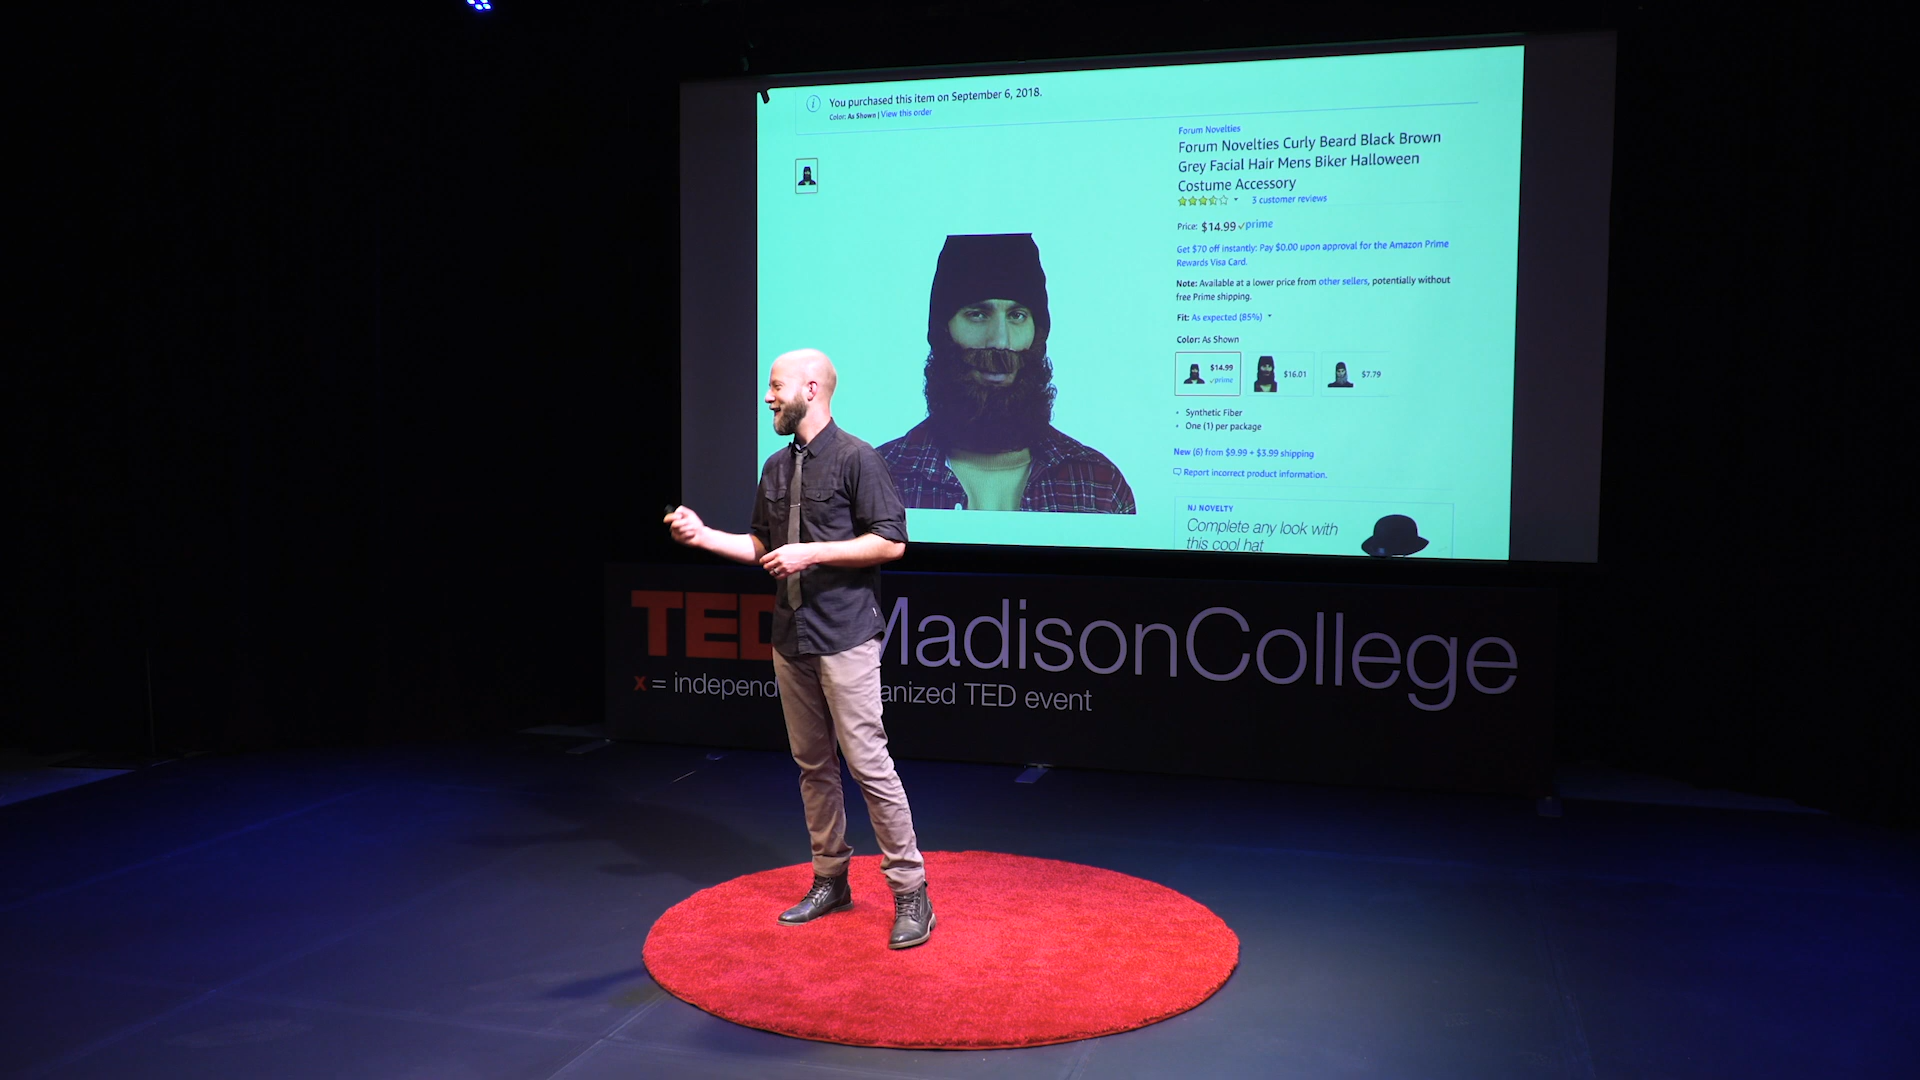 You purchased this item on September 6, 2018.
Color: As Shown | View this order
Forum Novelties
Forum Novelties Curly Beard Black Brown
Grey Facial Hair Mens Biker Halloween
Costume Accessory
3 customer reviews
Price: $14.99 prime
Get $70 off instantly: Pay $0.00 upon approval for the Amazon Prime
Rewards Visa Card.
Note: Available at a lower price from other sellers, potentially without
free Prime shipping.
Fit: As expected (85%)
Color: As Shown
$14.99
prime
$16.01
$7.79
Synthetic Fiber
One (1) per package
New (6) from $9.99 + $3.99 shipping
Report incorrect product information.
NJ NOVELTY
Complete any look with
this cool hat
TED MadisonCollege
x = independ anized TED event